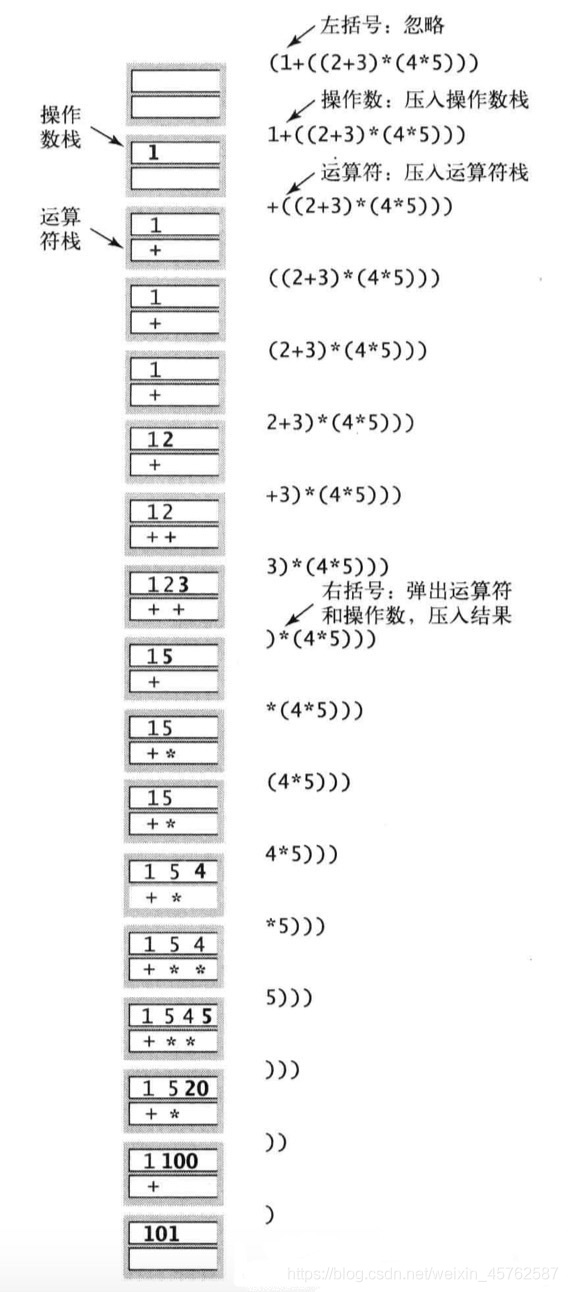 左括号：忽略
(1+((2+3)*(4*5)))
操作数：压入操作数栈
操作
数栈
1+((2+3)*(4*5)))
1
运算符：压入运算符栈
+((2+3)*(4*5)))
运算
符栈
1
+
((2+3)*(4*5)))
1
+
(2+3)*(4*5)))
1
+
2+3)*(4*5)))
1 2
+
+3)*(4*5)))
1 2
+ +
3)*(4*5)))
1 2 3
+ +
右括号：弹出运算符
和操作数，压入结果
)*(4*5)))
1 5
+
*(4*5)))
1 5
+ *
(4*5)))
1 5
+ *
4*5)))
1 5 4
+ *
*5)))
1 5 4
+ * *
5)))
1 5 4 5
+ * *
)))
1 5 20
+ *
))
1 100
+
)
101
https://blog.csdn.net/weixin_45762587